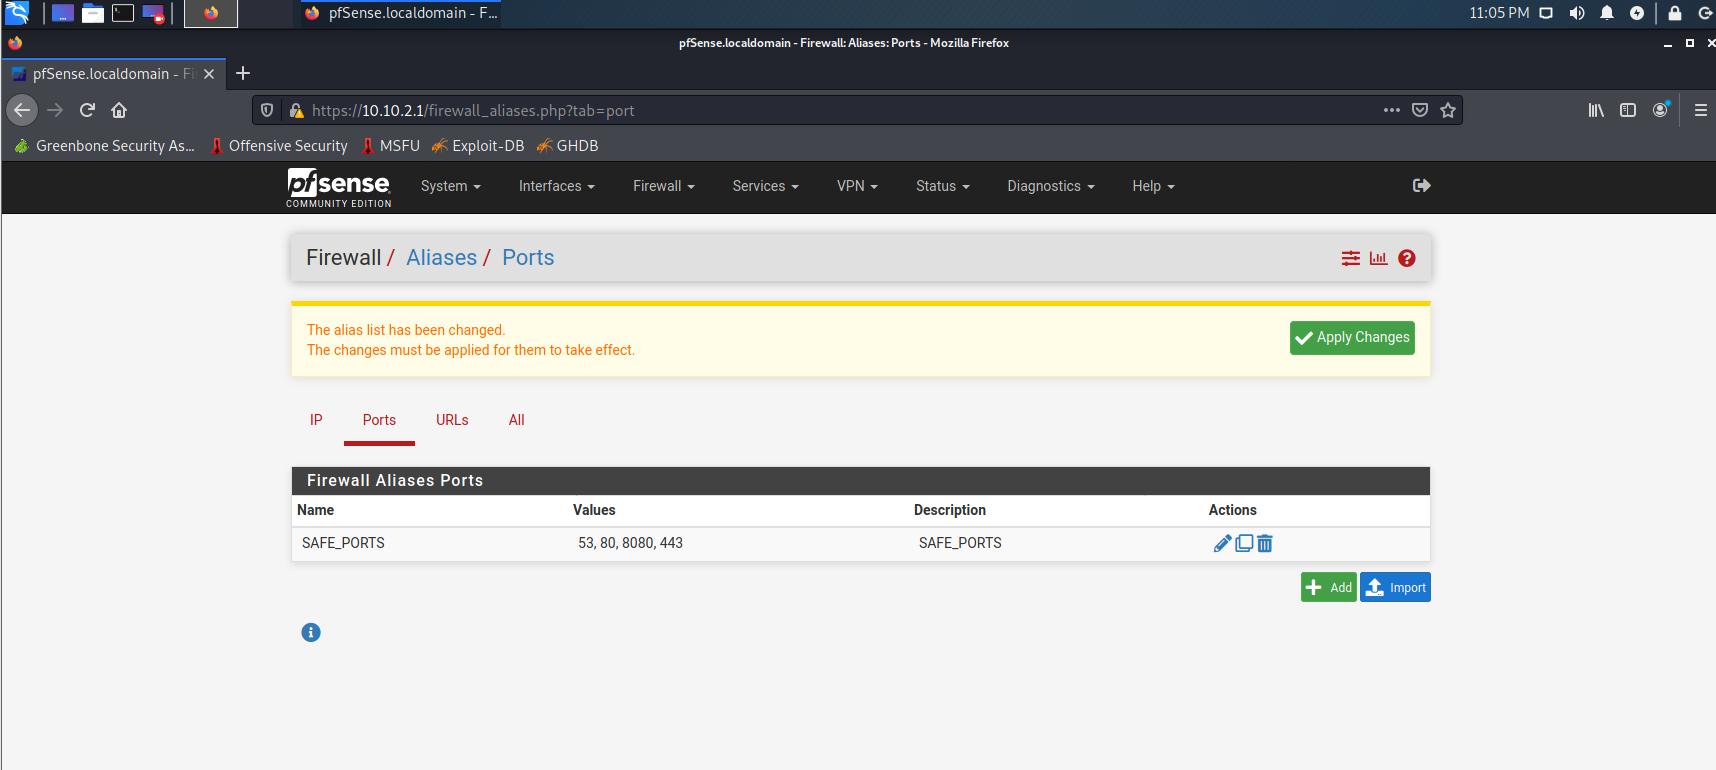 pfSense.localdomain - F...
11:05 PM
pfSense.localdomain - Firewall: Aliases: Ports - Mozilla Firefox
pfSense.localdomain - Fi
https://10.10.2.1/firewall_aliases.php?tab=port
Greenbone Security As...
Offensive Security
MSFU
Exploit-DB
GHDB
pfsense
COMMUNITY EDITION
System
Interfaces
Firewall
Services
VPN
Status
Diagnostics
Help
Firewall / Aliases / Ports
The alias list has been changed.
The changes must be applied for them to take effect.
Apply Changes
IP
Ports
URLs
All
Firewall Aliases Ports
Name Values Description Actions
SAFE_PORTS 53, 80, 8080, 443 SAFE_PORTS
Add
Import